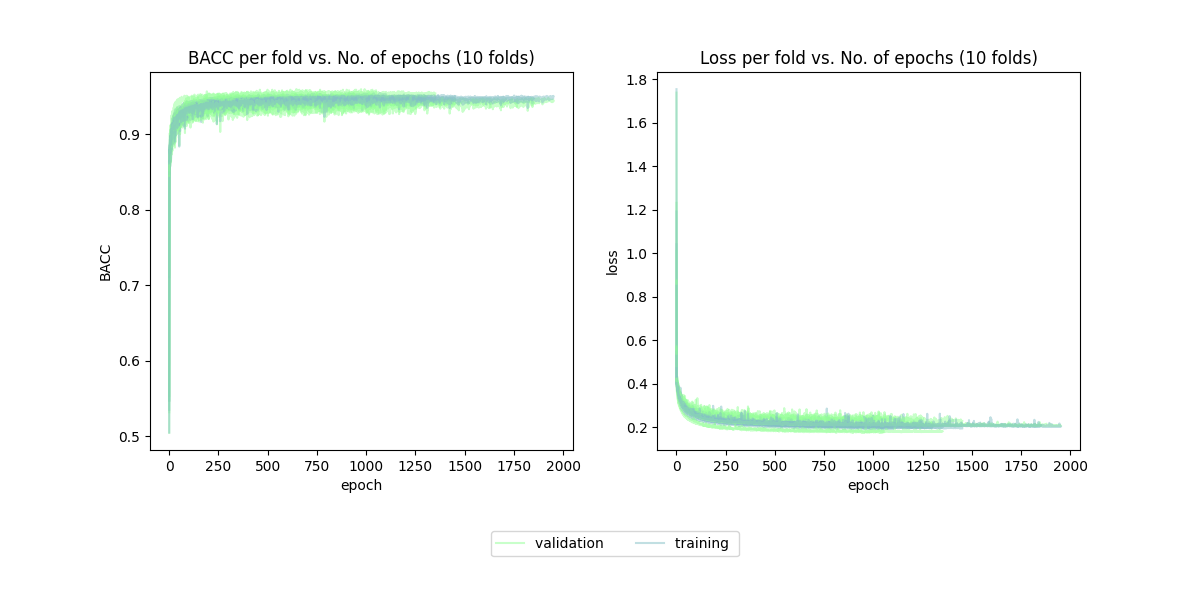 BACC per fold vs. No. of epochs (10 folds)
0.9
0.8
0.7
0.6
0.5
BACC
0 250 500 750 1000 1250 1500 1750 2000
epoch
Loss per fold vs. No. of epochs (10 folds)
1.8
1.6
1.4
1.2
1.0
0.8
0.6
0.4
0.2
loss
0 250 500 750 1000 1250 1500 1750 2000
epoch
validation training